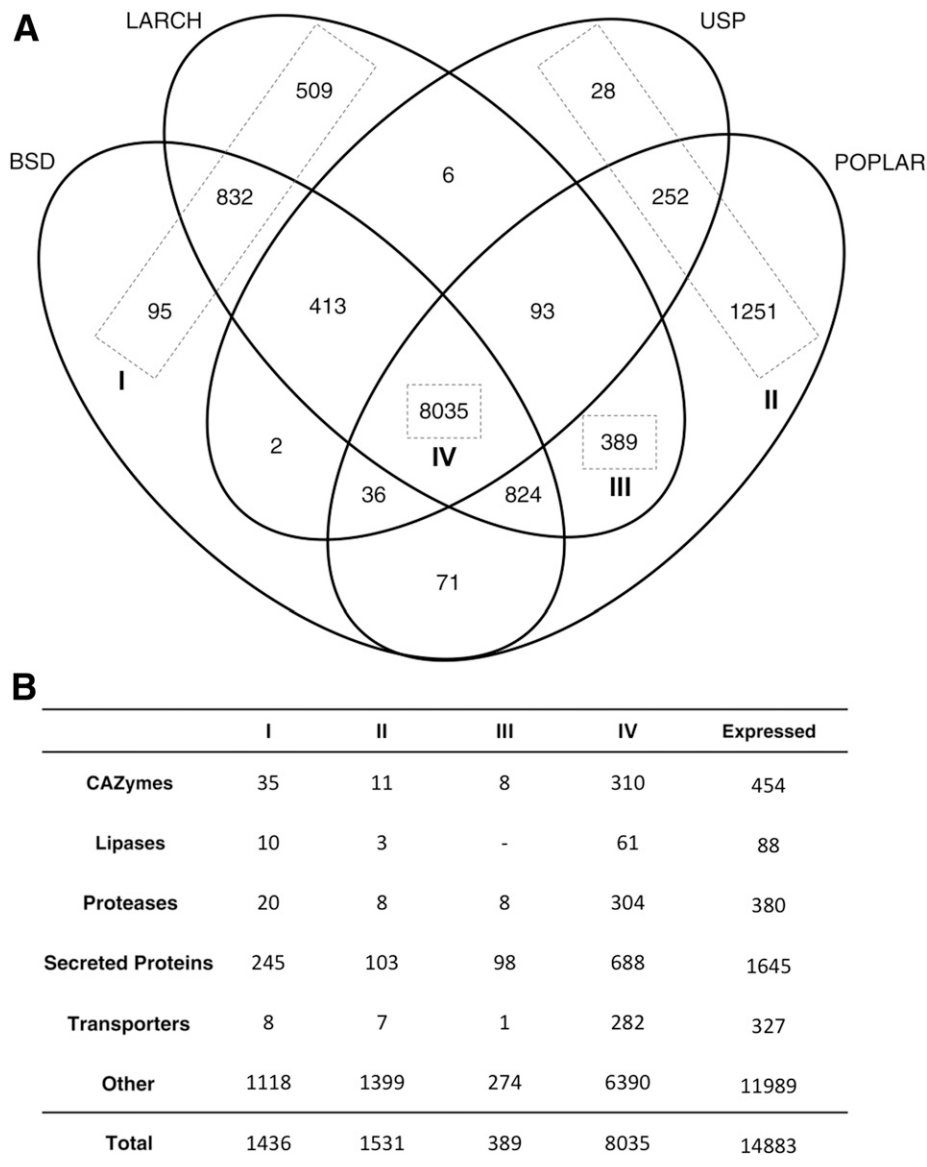 A
LARCH
USP
BSD
POPLAR
509
28
6
832
252
95
413
93
1251
I
II
8035
389
2
IV
III
36
824
71
B
I II III IV Expressed
CAZymes 35 11 8 310 454
Lipases 10 3 - 61 88
Proteases 20 8 8 304 380
Secreted Proteins 245 103 98 688 1645
Transporters 8 7 1 282 327
Other 1118 1399 274 6390 11989
Total 1436 1531 389 8035 14883